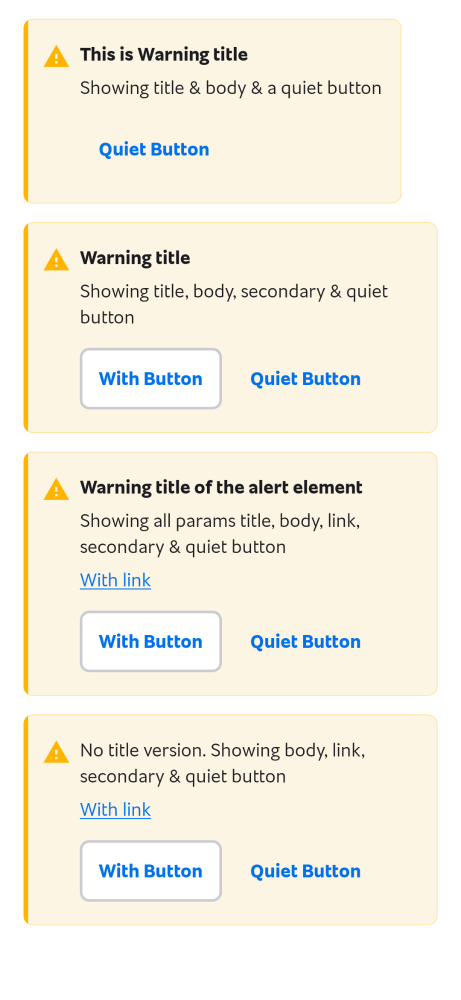 This is Warning title
Showing title & body & a quiet button
Quiet Button
Warning title
Showing title, body, secondary & quiet
button
With Button
Quiet Button
Warning title of the alert element
Showing all params title, body, link,
secondary & quiet button
With link
With Button
Quiet Button
No title version. Showing body, link,
secondary & quiet button
With link
With Button
Quiet Button